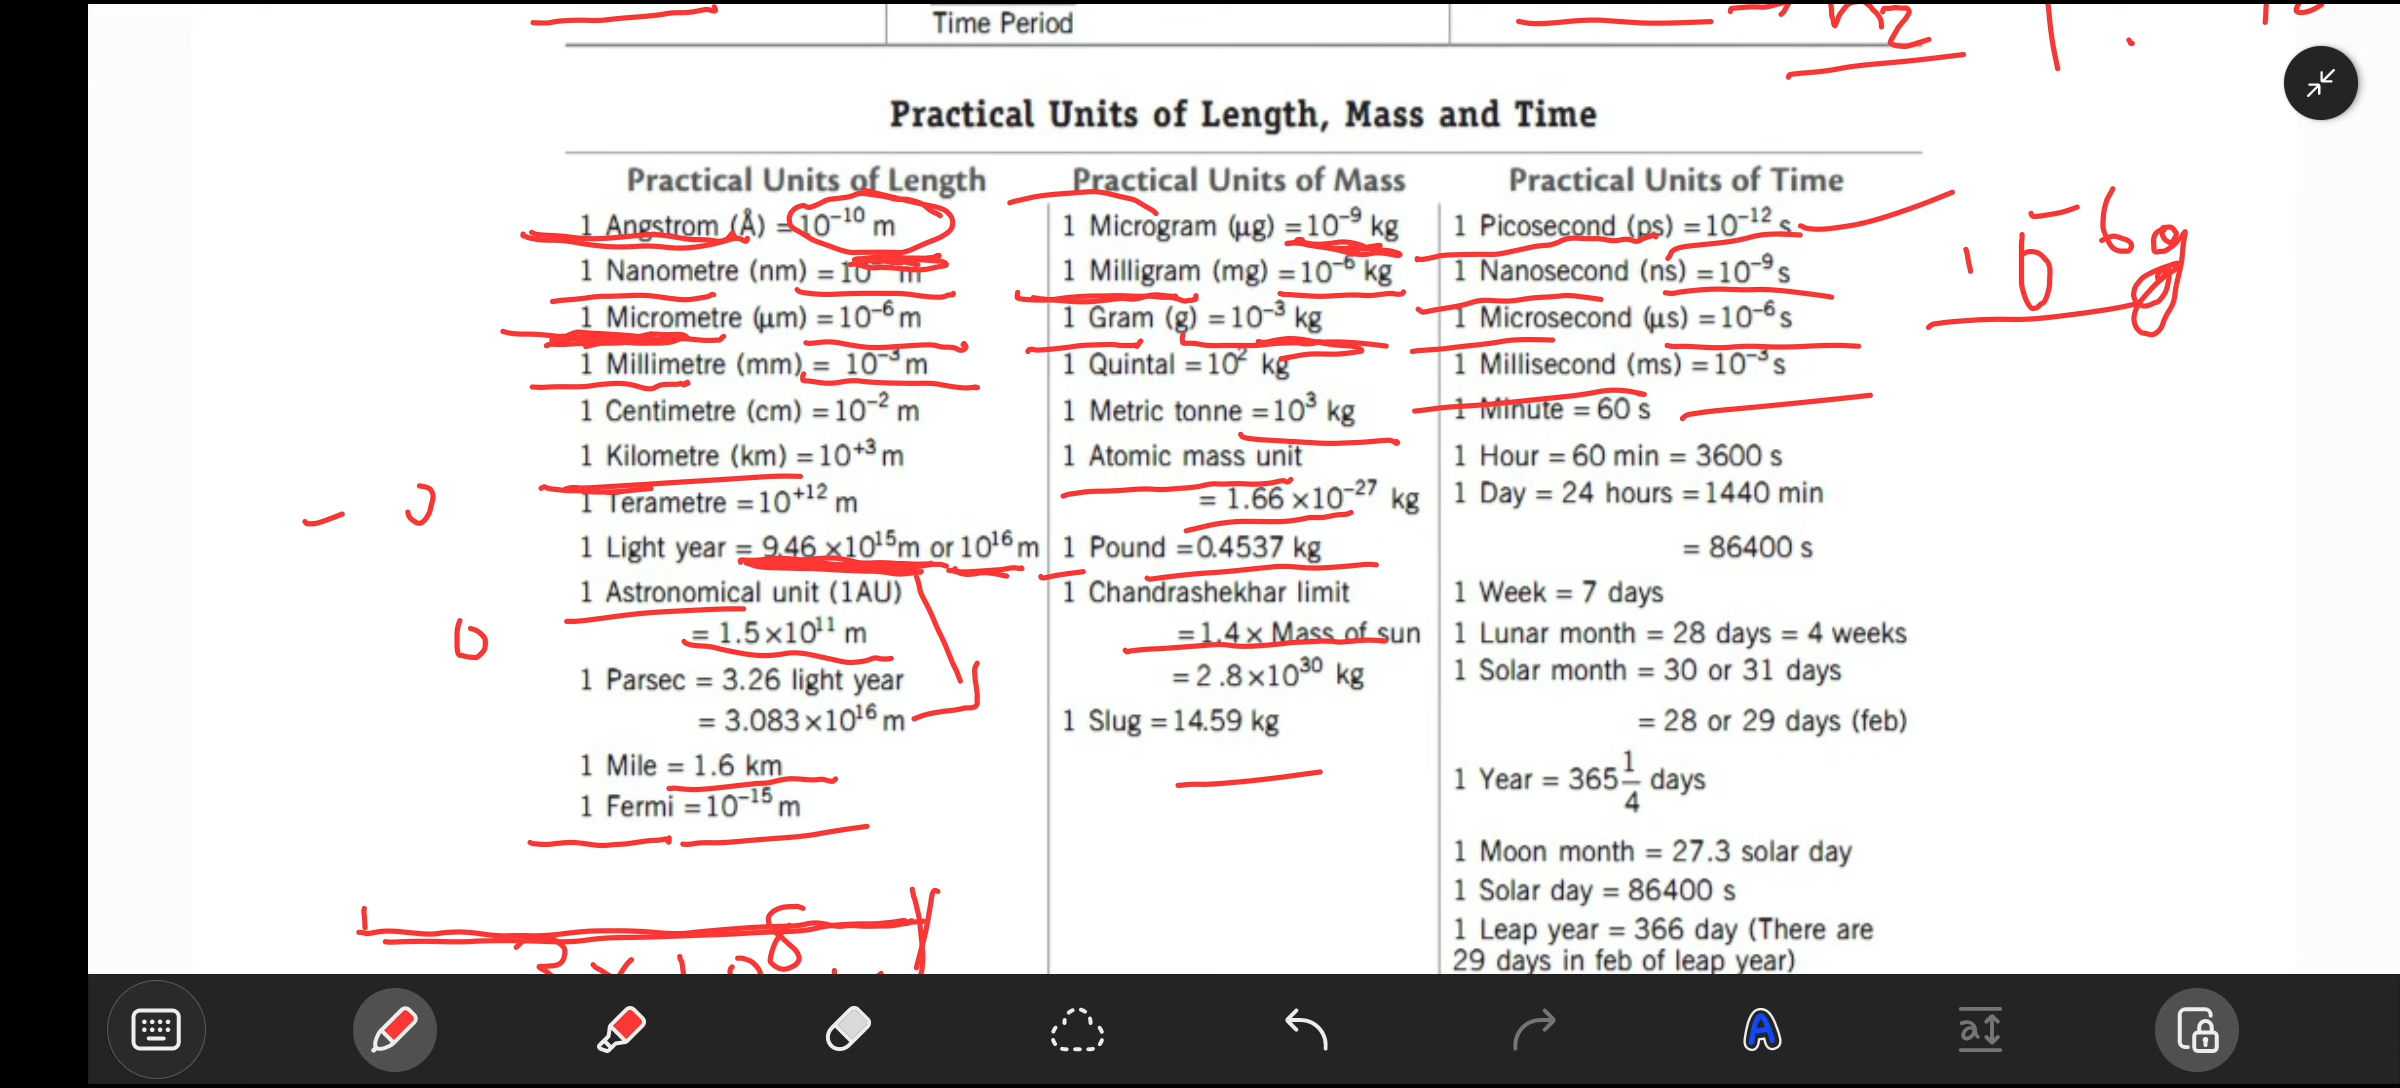 Time Period
Practical Units of Length, Mass and Time
Practical Units of Length
1 Angstrom (Å) = 10⁻¹⁰ m
1 Nanometre (nm) = 10 m
1 Micrometre (μm) = 10⁻⁶ m
1 Millimetre (mm) = 10⁻³ m
1 Centimetre (cm) = 10⁻² m
1 Kilometre (km) = 10⁺³ m
1 Terametre = 10⁺¹² m
1 Light year = 9.46 ×10¹⁵m or 10¹⁶ m
1 Astronomical unit (1AU)
= 1.5×10¹¹ m
1 Parsec = 3.26 light year
= 3.083×10¹⁶ m
1 Mile = 1.6 km
1 Fermi = 10⁻¹⁵ m
Practical Units of Mass
1 Microgram (μg) = 10⁻⁹ kg
1 Milligram (mg) = 10⁻⁶ kg
1 Gram (g) = 10⁻³ kg
1 Quintal = 10² kg
1 Metric tonne = 10³ kg
1 Atomic mass unit
= 1.66 ×10⁻²⁷ kg
1 Pound = 0.4537 kg
1 Chandrashekhar limit
= 1.4 × Mass of sun
= 2.8×10³⁰ kg
1 Slug = 14.59 kg
Practical Units of Time
1 Picosecond (ps) = 10⁻¹² s
1 Nanosecond (ns) = 10⁻⁹ s
1 Microsecond (μs) = 10⁻⁶ s
1 Millisecond (ms) = 10⁻³ s
1 Minute = 60 s
1 Hour = 60 min = 3600 s
1 Day = 24 hours = 1440 min
= 86400 s
1 Week = 7 days
1 Lunar month = 28 days = 4 weeks
1 Solar month = 30 or 31 days
= 28 or 29 days (feb)
1 Year = 365 1/4 days
1 Moon month = 27.3 solar day
1 Solar day = 86400 s
1 Leap year = 366 day (There are
29 days in feb of leap year)
10⁻⁶g
A
a